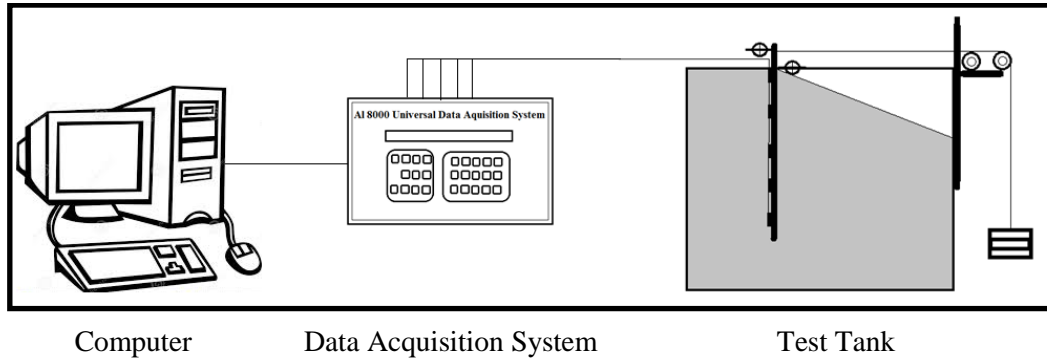 Al 8000 Universal Data Aquisition System
Computer
Data Acquisition System
Test Tank